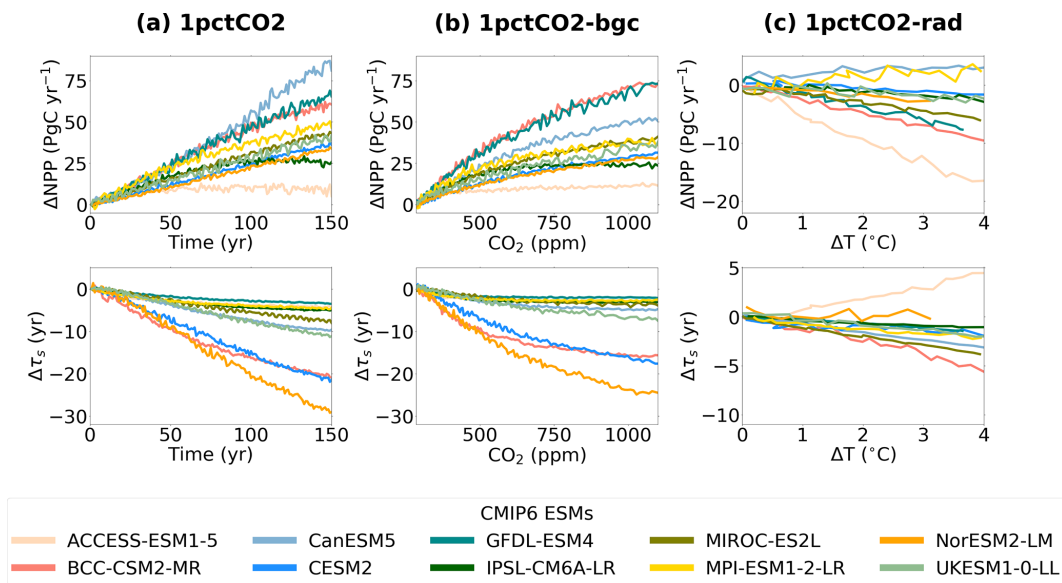 (a) 1pctCO2
(b) 1pctCO2-bgc
(c) 1pctCO2-rad
ΔNPP (PgC yr⁻¹)
75
50
25
0
0 50 100 150
Time (yr)
ΔNPP (PgC yr⁻¹)
75
50
25
0
500 750 1000
CO₂ (ppm)
ΔNPP (PgC yr⁻¹)
0
−10
−20
0 1 2 3 4
ΔT (°C)
Δτₛ (yr)
0
−10
−20
−30
0 50 100 150
Time (yr)
Δτₛ (yr)
0
−10
−20
−30
500 750 1000
CO₂ (ppm)
Δτₛ (yr)
5
0
−5
−10
0 1 2 3 4
ΔT (°C)
CMIP6 ESMs
ACCESS-ESM1-5 CanESM5 GFDL-ESM4 MIROC-ES2L NorESM2-LM
BCC-CSM2-MR CESM2 IPSL-CM6A-LR MPI-ESM1-2-LR UKESM1-0-LL